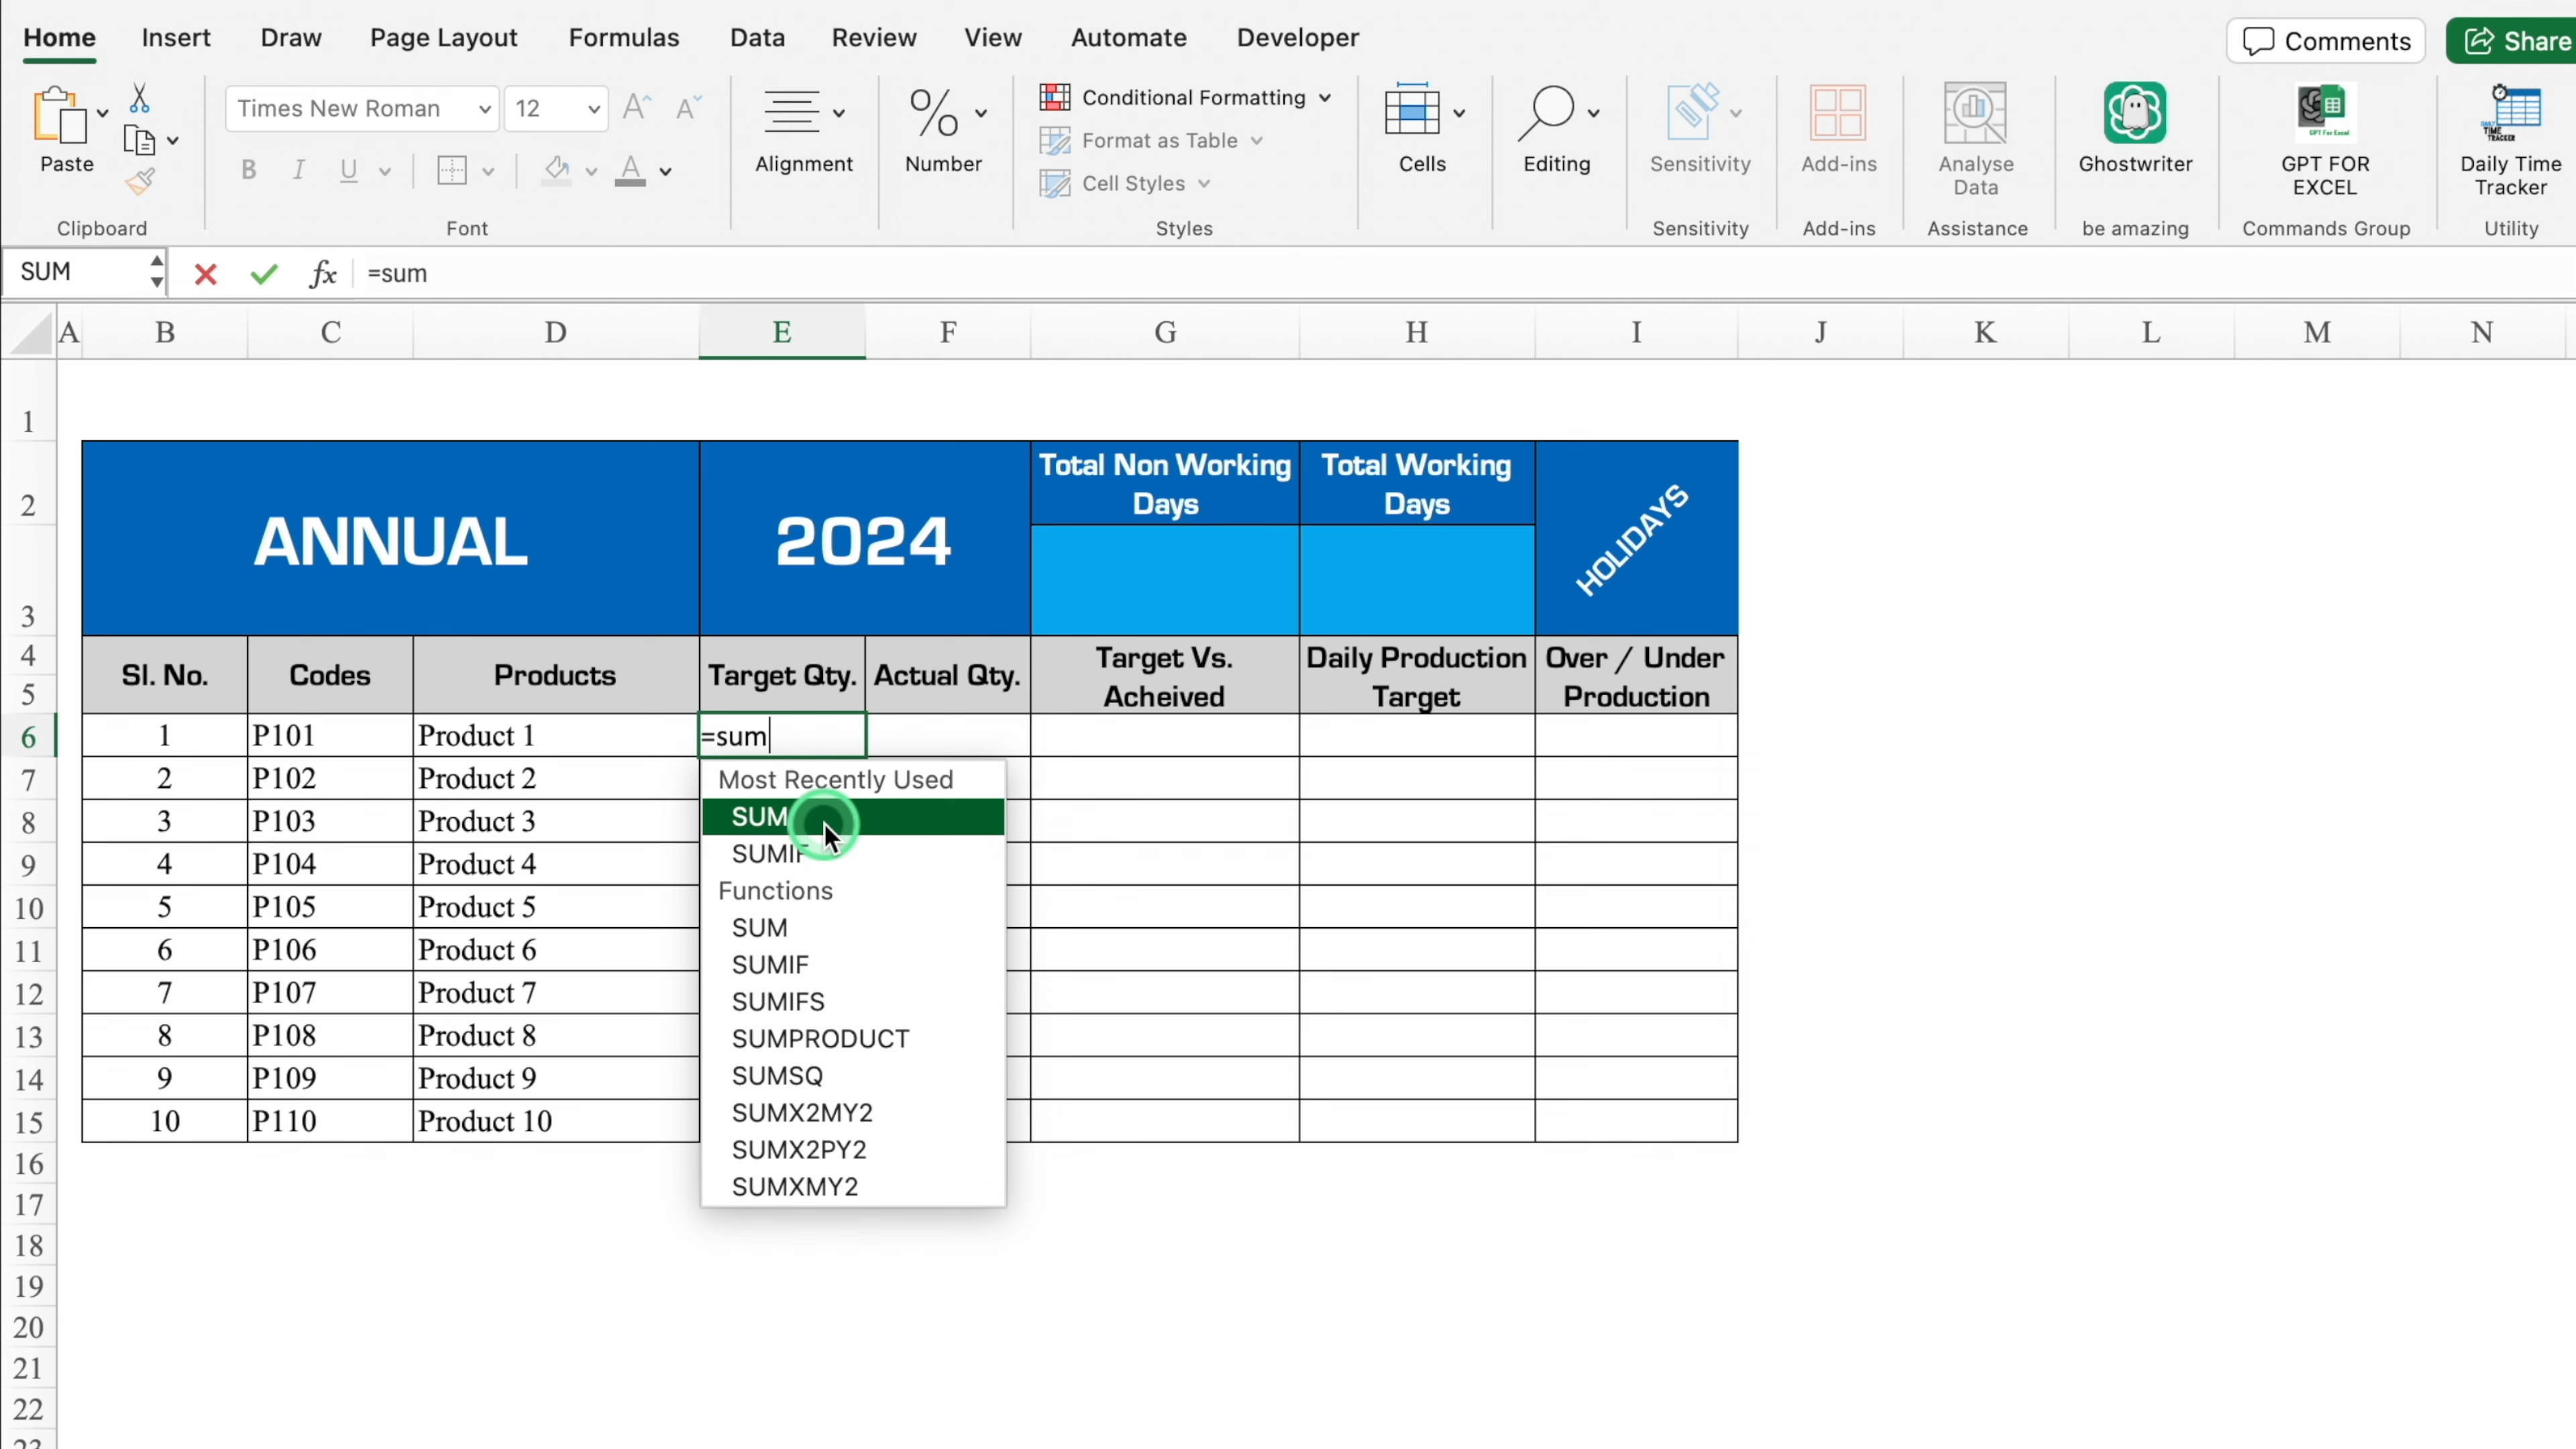 Home Insert Draw Page Layout Formulas Data Review View Automate Developer Comments Share
Paste
Clipboard
Times New Roman 12
B I U A
Font
Alignment
% Number
Conditional Formatting
Format as Table
Cell Styles
Styles
Cells
Editing
Sensitivity
Sensitivity
Add-ins
Add-ins
Analyse
Data
Assistance
Ghostwriter
be amazing
GPT For Excel
GPT FOR
EXCEL
Commands Group
DAILY
TIME
TRACKER
Daily Time
Tracker
Utility
SUM fx =sum
A B C D E F G H I J K L M N
1
2
3
4
5
ANNUAL
2024
Total Non Working
Days
Total Working
Days
HOLIDAYS
Sl. No. Codes Products Target Qty. Actual Qty.
Target Vs.
Acheived
Daily Production
Target
Over / Under
Production
6 1 P101 Product 1 =sum
7 2 P102 Product 2
8 3 P103 Product 3
9 4 P104 Product 4
10 5 P105 Product 5
11 6 P106 Product 6
12 7 P107 Product 7
13 8 P108 Product 8
14 9 P109 Product 9
15 10 P110 Product 10
Most Recently Used
SUM
SUMIF
Functions
SUM
SUMIF
SUMIFS
SUMPRODUCT
SUMSQ
SUMX2MY2
SUMX2PY2
SUMXMY2
16
17
18
19
20
21
22
23